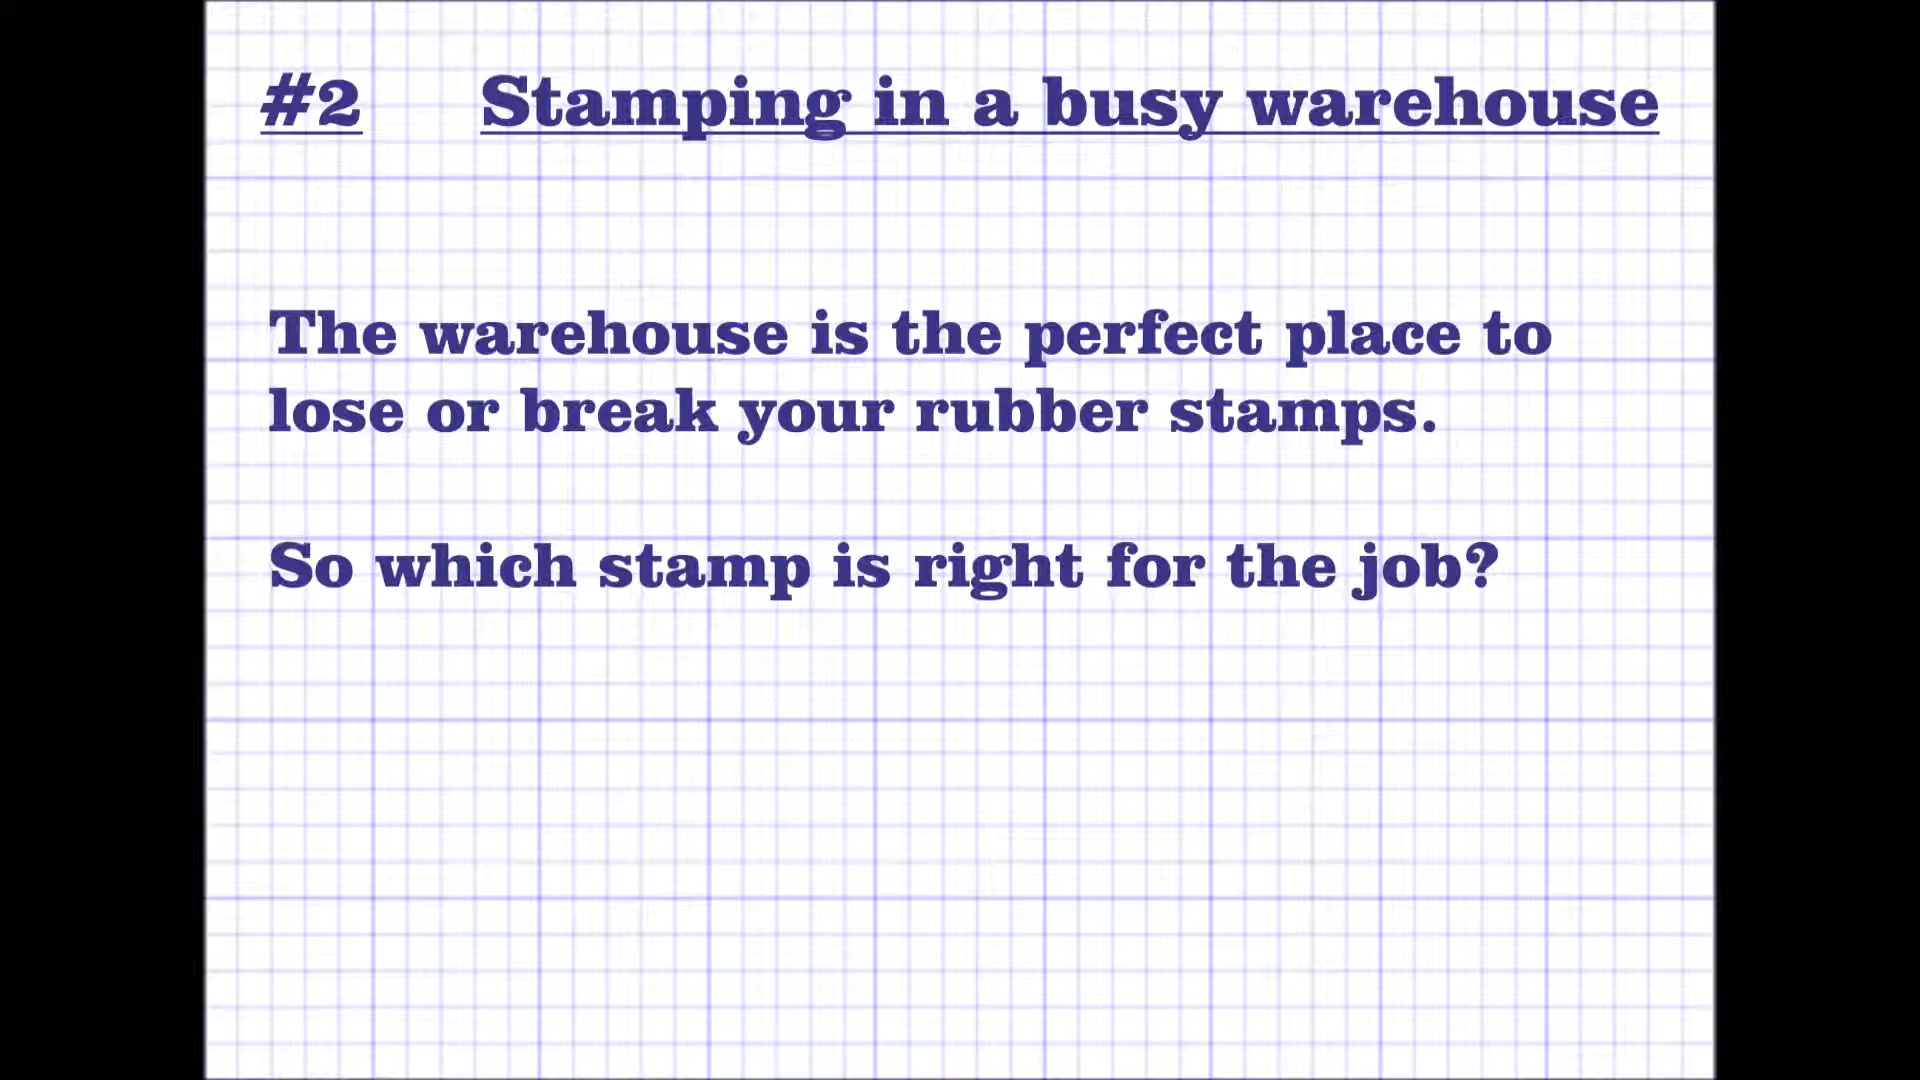 #2 Stamping in a busy warehouse
The warehouse is the perfect place to
lose or break your rubber stamps.
So which stamp is right for the job?